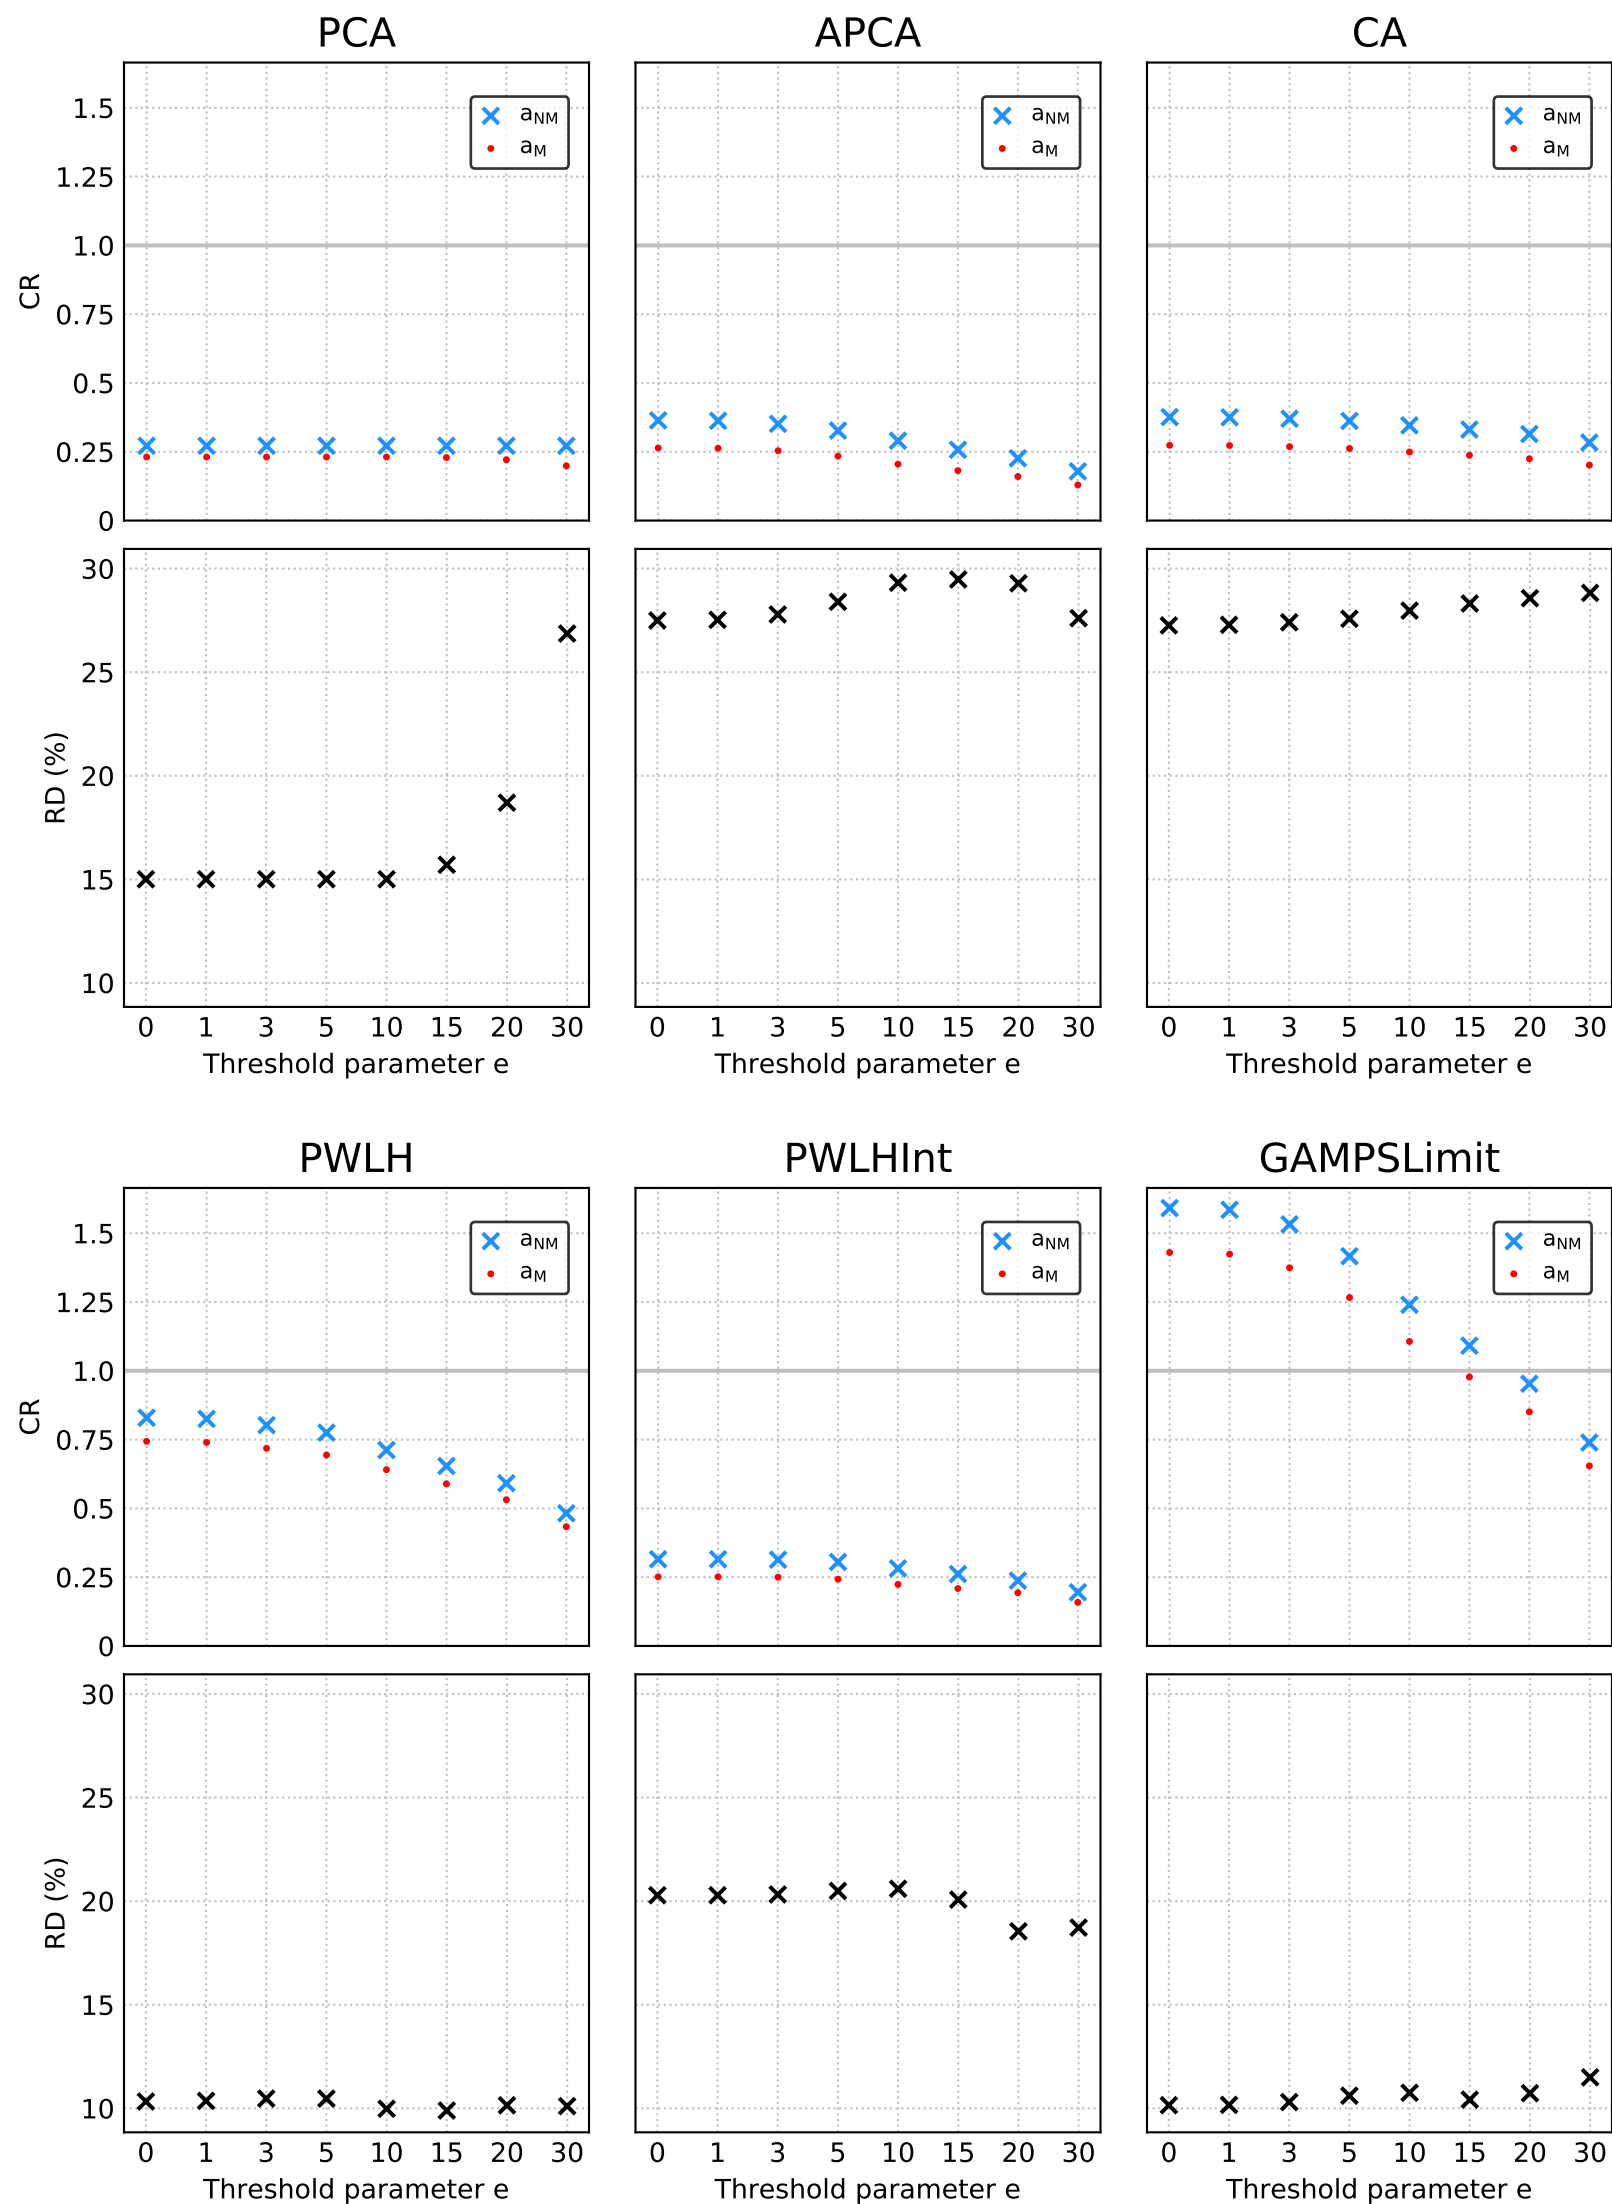 PCA APCA CA
1.5
1.25
1.0
0.75
0.5
0.25
0
CR
aNM
aM
aNM
aM
aNM
aM
30
25
20
15
10
RD (%)
0 1 3 5 10 15 20 30
0 1 3 5 10 15 20 30
0 1 3 5 10 15 20 30
Threshold parameter e
Threshold parameter e
Threshold parameter e
PWLH PWLHInt GAMPSLimit
1.5
1.25
1.0
0.75
0.5
0.25
0
CR
aNM
aM
aNM
aM
aNM
aM
30
25
20
15
10
RD (%)
0 1 3 5 10 15 20 30
0 1 3 5 10 15 20 30
0 1 3 5 10 15 20 30
Threshold parameter e
Threshold parameter e
Threshold parameter e